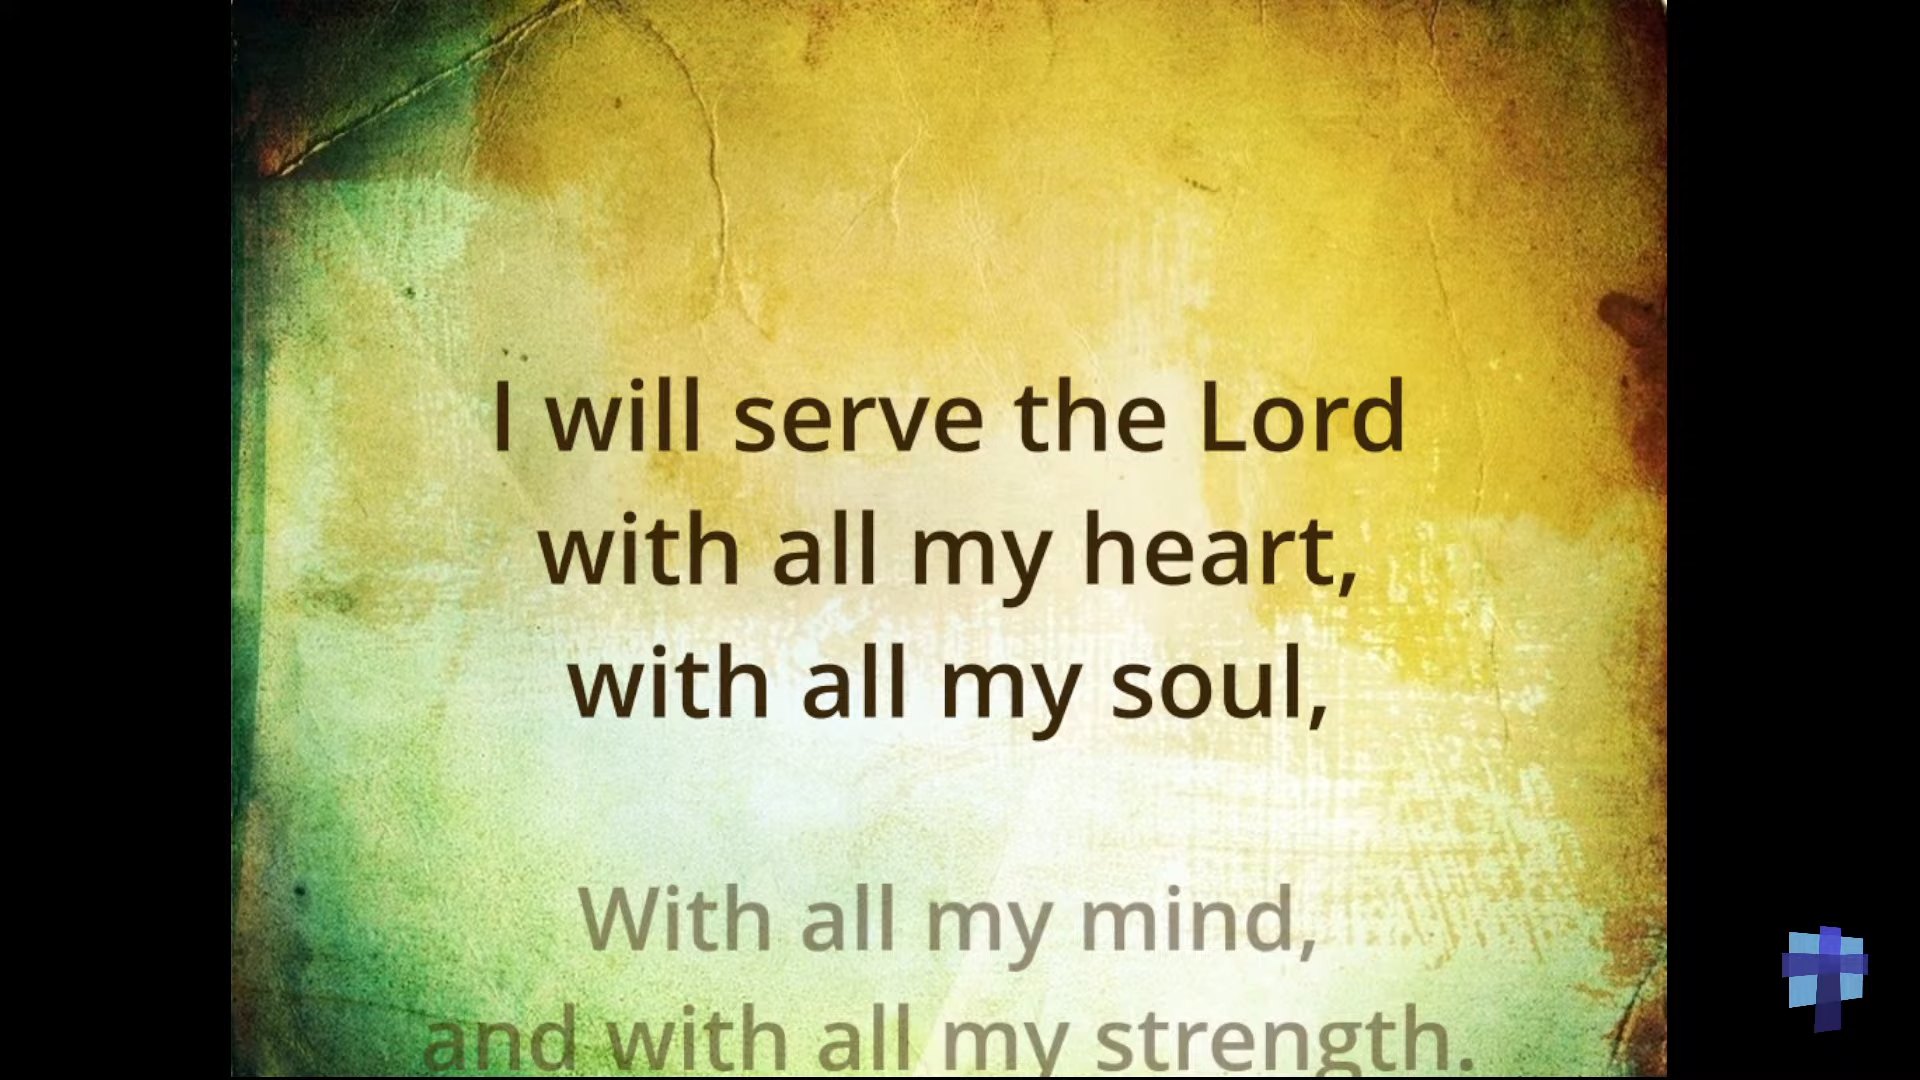 I will serve the Lord
with all my heart,
with all my soul,
With all my mind,
and with all my strength.